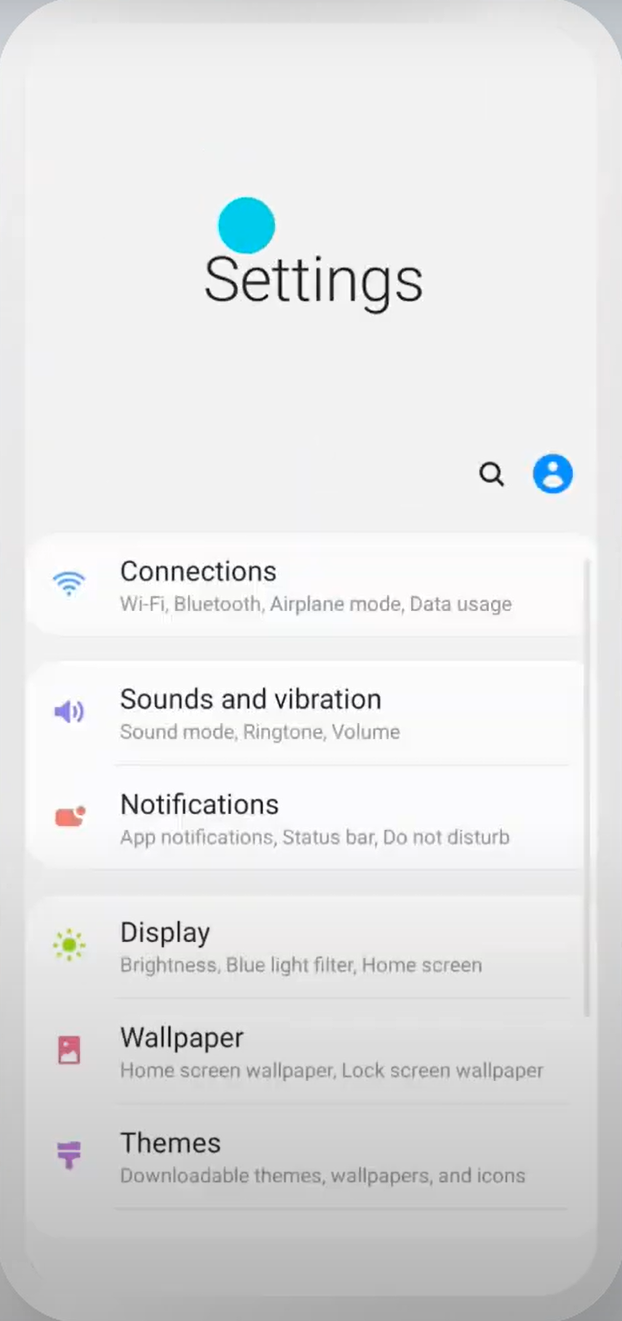 Settings
Connections
Wi-Fi, Bluetooth, Airplane mode, Data usage
Sounds and vibration
Sound mode, Ringtone, Volume
Notifications
App notifications, Status bar, Do not disturb
Display
Brightness, Blue light filter, Home screen
Wallpaper
Home screen wallpaper, Lock screen wallpaper
Themes
Downloadable themes, wallpapers, and icons